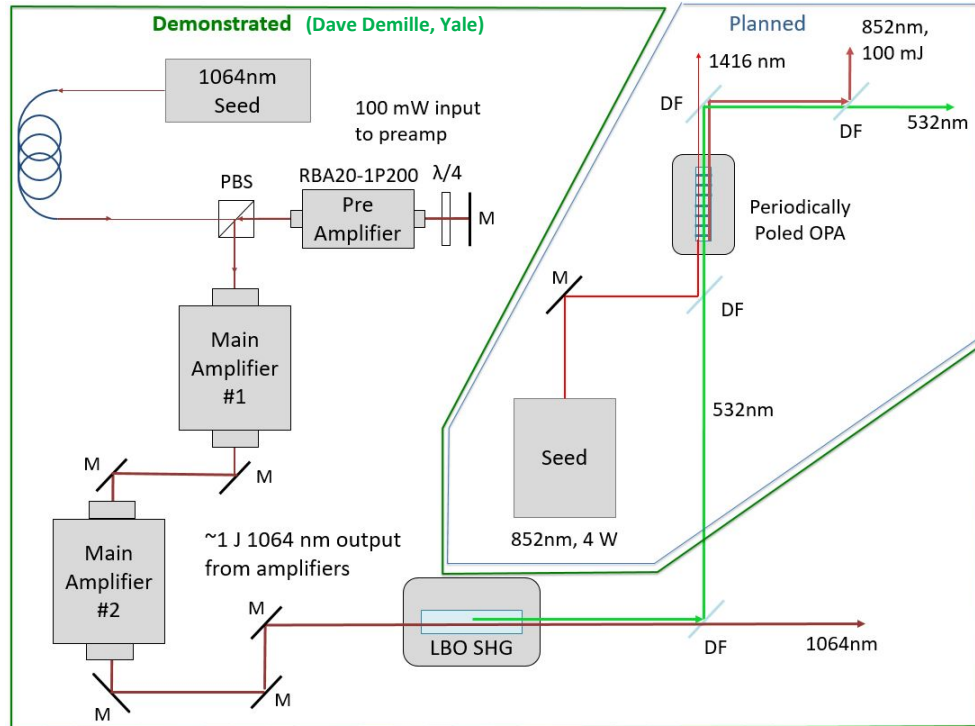 Demonstrated (Dave Demille, Yale)
Planned
1064nm
Seed
100 mW input
to preamp
PBS
RBA20-1P200
λ/4
Pre
Amplifier
M
Main
Amplifier
#1
M
M
Main
Amplifier
#2
~1 J 1064 nm output
from amplifiers
M
M
M
LBO SHG
DF
1064nm
532nm
Seed
852nm, 4 W
M
DF
Periodically
Poled OPA
DF
1416 nm
DF
852nm,
100 mJ
532nm